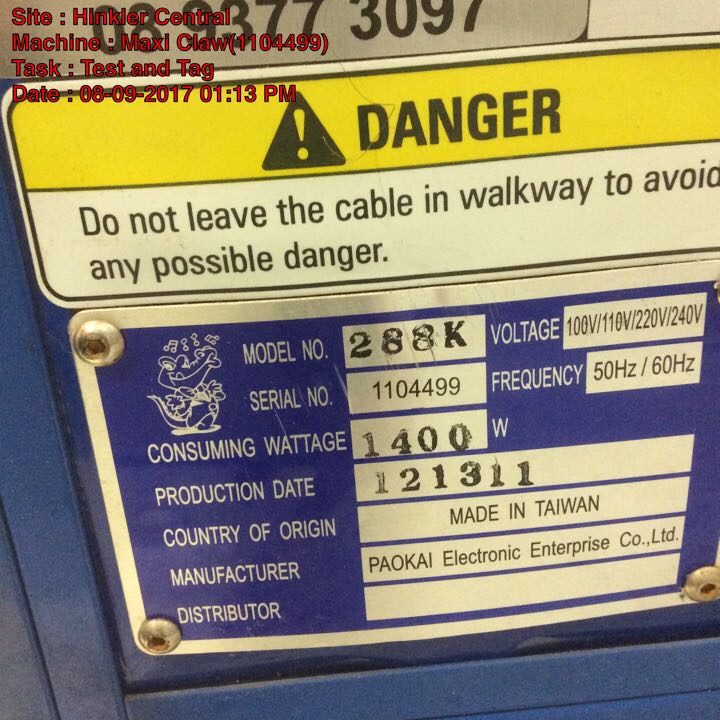 Site : Hinkler Central
Machine : Maxi Claw(1104499)
Task : Test and Tag
Date : 08-09-2017 01:13 PM
08 9377 3097
DANGER
Do not leave the cable in walkway to avoid
any possible danger.
MODEL NO. 288K VOLTAGE 100V/110V/220V/240V
SERIAL NO. 1104499 FREQUENCY 50Hz / 60Hz
CONSUMING WATTAGE 1400 W
PRODUCTION DATE 121311
COUNTRY OF ORIGIN MADE IN TAIWAN
MANUFACTURER PAOKAI Electronic Enterprise Co.,Ltd.
DISTRIBUTOR